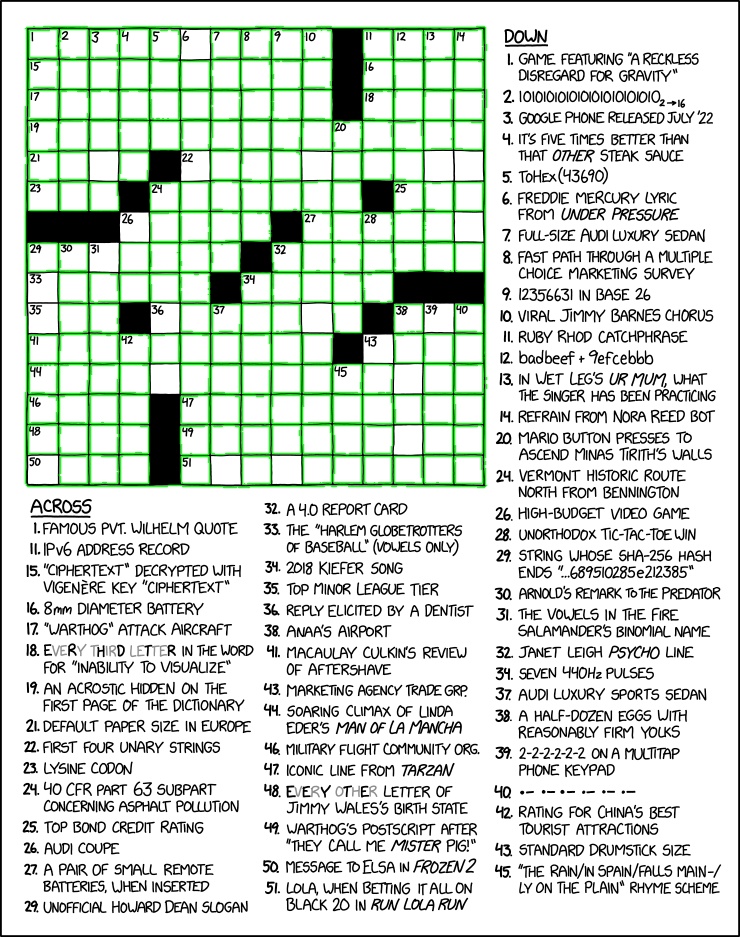 1 2 3 4 5 6 7 8 9 10 11 12 13 14
15 16
17 18
19 20
21 22
23 24 25
26 27 28
29 30 31 32
33 34
35 36 37 38 39 40
41 42 43
44 45
46 47
48 49
50 51
ACROSS
1. FAMOUS PVT. WILHELM QUOTE
11. IPV6 ADDRESS RECORD
15. "CIPHERTEXT" DECRYPTED WITH
VIGENÈRE KEY "CIPHERTEXT"
16. 8mm DIAMETER BATTERY
17. "WARTHOG" ATTACK AIRCRAFT
18. EVERY THIRD LETTER IN THE WORD
FOR "INABILITY TO VISUALIZE"
19. AN ACROSTIC HIDDEN ON THE
FIRST PAGE OF THE DICTIONARY
21. DEFAULT PAPER SIZE IN EUROPE
22. FIRST FOUR UNARY STRINGS
23. LYSINE CODON
24. 40 CFR PART 63 SUBPART
CONCERNING ASPHALT POLLUTION
25. TOP BOND CREDIT RATING
26. AUDI COUPE
27. A PAIR OF SMALL REMOTE
BATTERIES, WHEN INSERTED
29. UNOFFICIAL HOWARD DEAN SLOGAN
32. A 4.0 REPORT CARD
33. THE "HARLEM GLOBETROTTERS
OF BASEBALL" (VOWELS ONLY)
34. 2018 KIEFER SONG
35. TOP MINOR LEAGUE TIER
36. REPLY ELICITED BY A DENTIST
38. ANAA'S AIRPORT
41. MACAULAY CULKIN'S REVIEW
OF AFTERSHAVE
43. MARKETING AGENCY TRADE GRP.
44. SOARING CLIMAX OF LINDA
EDER'S MAN OF LA MANCHA
46. MILITARY FLIGHT COMMUNITY ORG.
47. ICONIC LINE FROM TARZAN
48. EVERY OTHER LETTER OF
JIMMY WALES'S BIRTH STATE
49. WARTHOG'S POSTSCRIPT AFTER
"THEY CALL ME MISTER PIG!"
50. MESSAGE TO ELSA IN FROZEN 2
51. LOLA, WHEN BETTING IT ALL ON
BLACK 20 IN RUN LOLA RUN
DOWN
1. GAME FEATURING "A RECKLESS
DISREGARD FOR GRAVITY"
2. 101010101010101010101010₂→₁₆
3. GOOGLE PHONE RELEASED JULY '22
4. IT'S FIVE TIMES BETTER THAN
THAT OTHER STEAK SAUCE
5. ToHex(43690)
6. FREDDIE MERCURY LYRIC
FROM UNDER PRESSURE
7. FULL-SIZE AUDI LUXURY SEDAN
8. FAST PATH THROUGH A MULTIPLE
CHOICE MARKETING SURVEY
9. 12356631 IN BASE 26
10. VIRAL JIMMY BARNES CHORUS
11. RUBY RHOD CATCHPHRASE
12. badbeef + 9efcebbb
13. IN WET LEG'S UR MUM, WHAT
THE SINGER HAS BEEN PRACTICING
14. REFRAIN FROM NORA REED BOT
20. MARIO BUTTON PRESSES TO
ASCEND MINAS TIRITH'S WALLS
24. VERMONT HISTORIC ROUTE
NORTH FROM BENNINGTON
26. HIGH-BUDGET VIDEO GAME
28. UNORTHODOX TIC-TAC-TOE WIN
29. STRING WHOSE SHA-256 HASH
ENDS "...689510285e212385"
30. ARNOLD'S REMARK TO THE PREDATOR
31. THE VOWELS IN THE FIRE
SALAMANDER'S BINOMIAL NAME
32. JANET LEIGH PSYCHO LINE
34. SEVEN 440Hz PULSES
37. AUDI LUXURY SPORTS SEDAN
38. A HALF-DOZEN EGGS WITH
REASONABLY FIRM YOLKS
39. 2-2-2-2-2-2 ON A MULTITAP
PHONE KEYPAD
40. •–•–•–•–•–•–
42. RATING FOR CHINA'S BEST
TOURIST ATTRACTIONS
43. STANDARD DRUMSTICK SIZE
45. "THE RAIN/IN SPAIN/FALLS MAIN-/
LY ON THE PLAIN" RHYME SCHEME